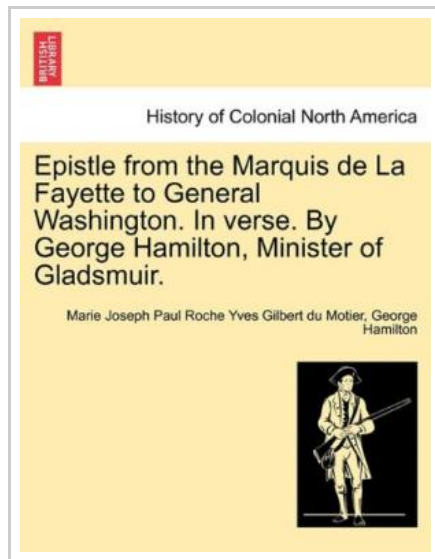 BRITISH
LIBRARY
History of Colonial North America
Epistle from the Marquis de La
Fayette to General
Washington. In verse. By
George Hamilton, Minister of
Gladsmuir.
Marie Joseph Paul Roche Yves Gilbert du Motier, George
Hamilton